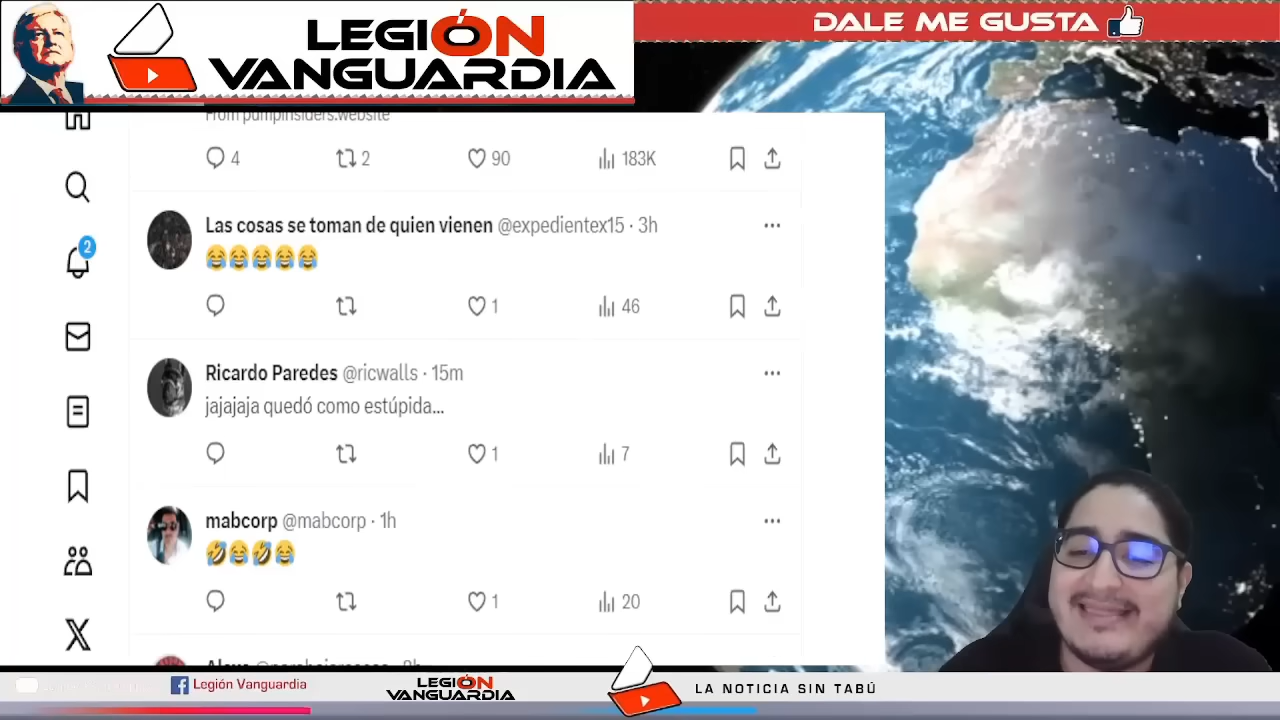 LEGIÓN
VANGUARDIA
DALE ME GUSTA
From pumpinsiders.website
4 2 90 183K
Las cosas se toman de quien vienen @expedientex15 · 3h
😂😂😂😂😂
1 46
2
Ricardo Paredes @ricwalls · 15m
jajajaja quedó como estúpida...
1 7
mabcorp @mabcorp · 1h
🤣😂🤣😂
1 20
Legión Vanguardia
LEGIÓN
VANGUARDIA
LA NOTICIA SIN TABÚ